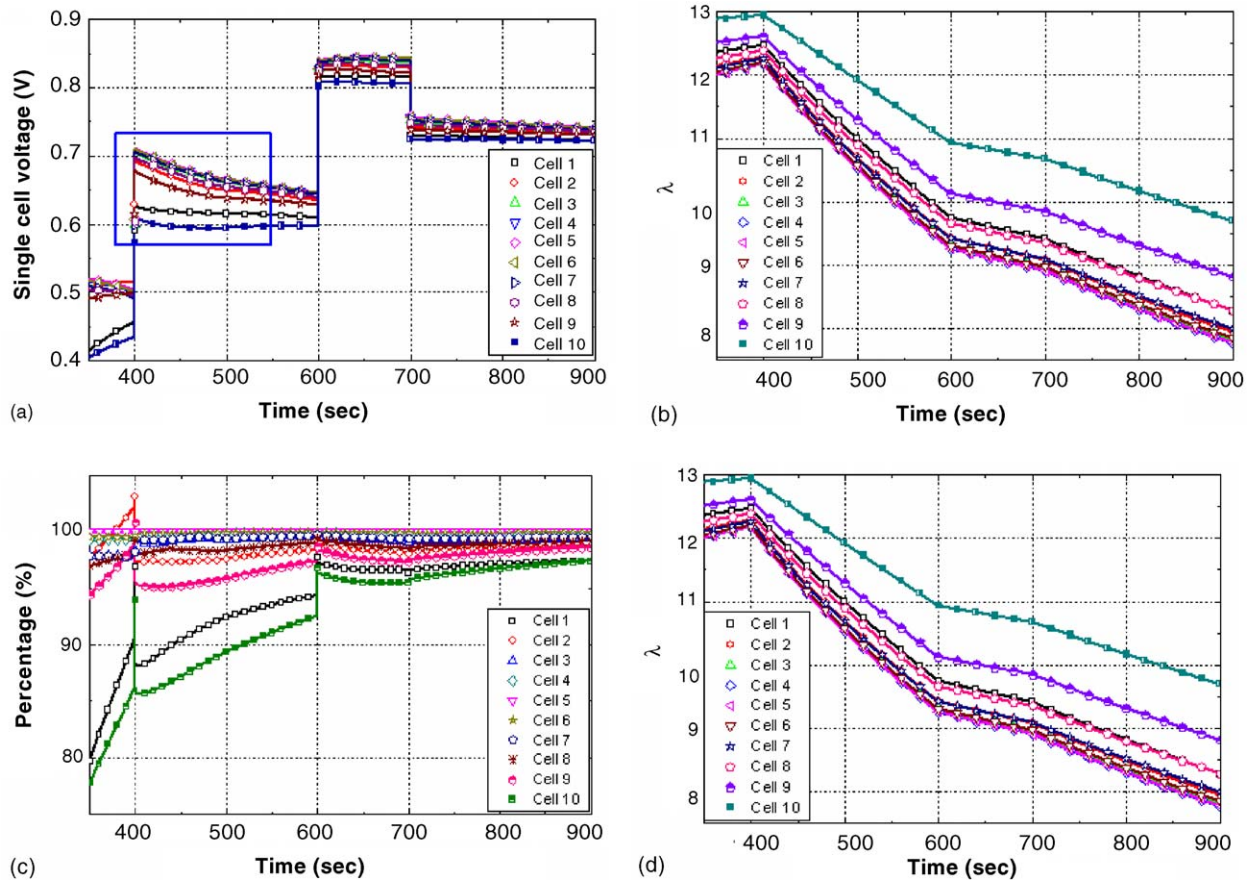 Single cell voltage (V)
0.9
0.8
0.7
0.6
0.5
0.4
Cell 1
Cell 2
Cell 3
Cell 4
Cell 5
Cell 6
Cell 7
Cell 8
Cell 9
Cell 10
400 500 600 700 800 900
Time (sec)
(a)
λ
13
12
11
10
9
8
Cell 1
Cell 2
Cell 3
Cell 4
Cell 5
Cell 6
Cell 7
Cell 8
Cell 9
Cell 10
400 500 600 700 800 900
Time (sec)
(b)
Percentage (%)
100
90
80
Cell 1
Cell 2
Cell 3
Cell 4
Cell 5
Cell 6
Cell 7
Cell 8
Cell 9
Cell 10
400 500 600 700 800 900
Time (sec)
(c)
λ
13
12
11
10
9
8
Cell 1
Cell 2
Cell 3
Cell 4
Cell 5
Cell 6
Cell 7
Cell 8
Cell 9
Cell 10
400 500 600 700 800 900
Time (sec)
(d)